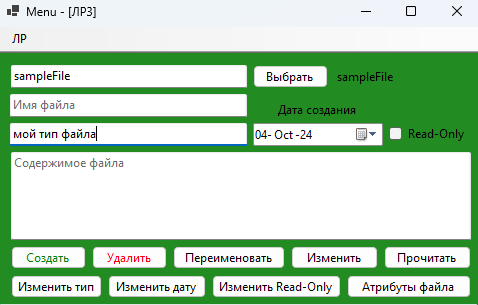 Menu - [ЛР3]
ЛР
sampleFile Выбрать sampleFile
Имя файла Дата создания
мой тип файла 04- Oct -24 Read-Only
Содержимое файла
Создать Удалить Переименовать Изменить Прочитать
Изменить тип Изменить дату Изменить Read-Only Атрибуты файла